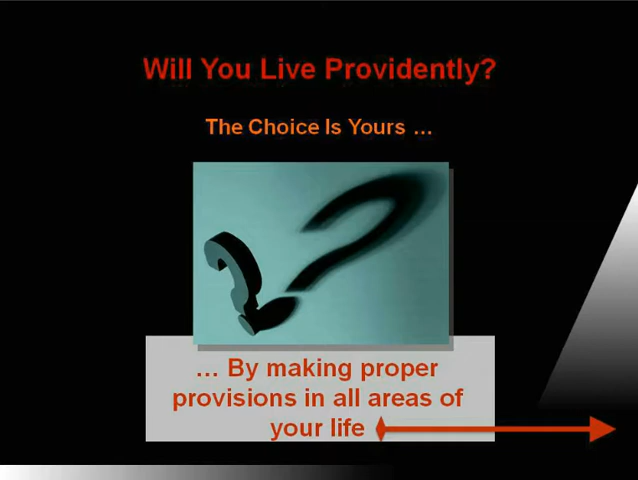 Will You Live Providently?
The Choice Is Yours ...
... By making proper
provisions in all areas of
your life